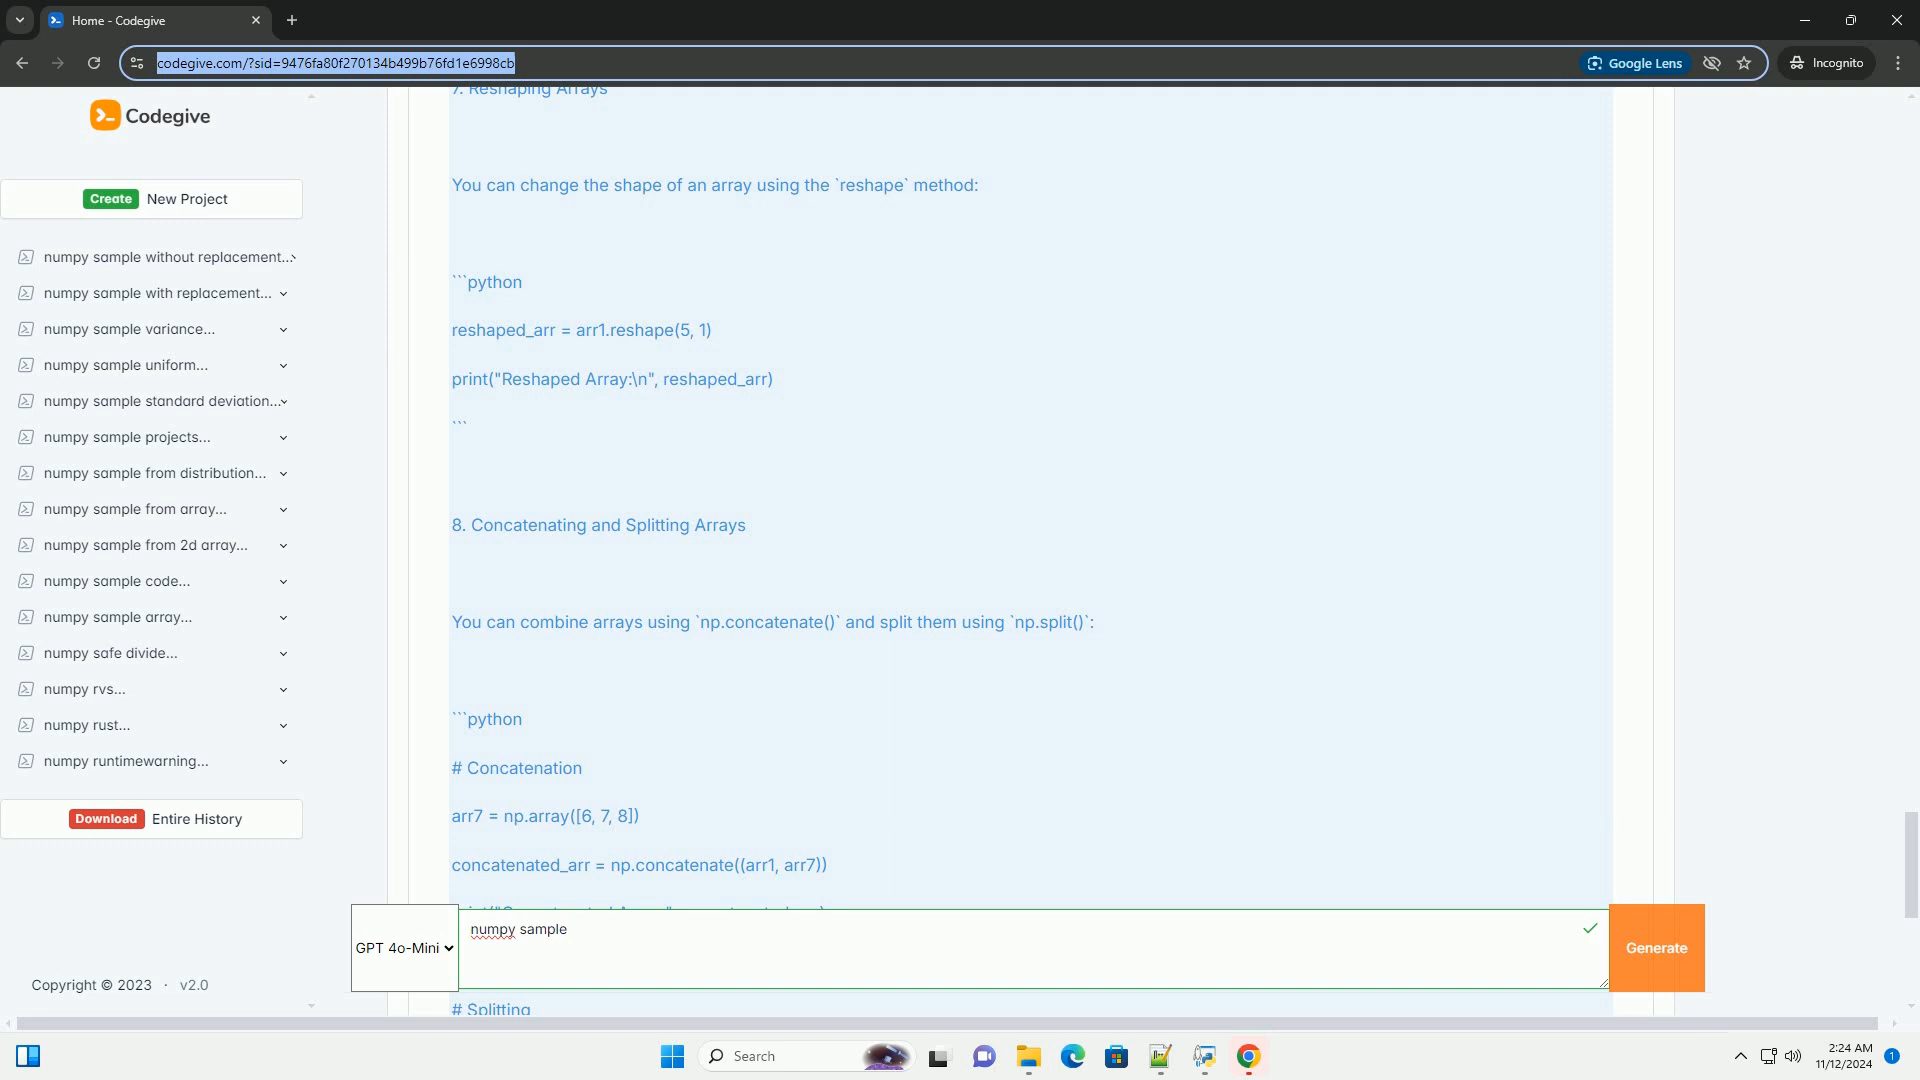 Home - Codegive
codegive.com/?sid=9476fa80f270134b499b76fd1e6998cb
Google Lens
Incognito
Codegive
Create New Project
numpy sample without replacement...
numpy sample with replacement...
numpy sample variance...
numpy sample uniform...
numpy sample standard deviation...
numpy sample projects...
numpy sample from distribution...
numpy sample from array...
numpy sample from 2d array...
numpy sample code...
numpy sample array...
numpy safe divide...
numpy rvs...
numpy rust...
numpy runtimewarning...
Download Entire History
Copyright © 2023 · v2.0
7. Reshaping Arrays
You can change the shape of an array using the `reshape` method:
```python
reshaped_arr = arr1.reshape(5, 1)
print("Reshaped Array:\n", reshaped_arr)
```
8. Concatenating and Splitting Arrays
You can combine arrays using `np.concatenate()` and split them using `np.split()`:
```python
# Concatenation
arr7 = np.array([6, 7, 8])
concatenated_arr = np.concatenate((arr1, arr7))
GPT 4o-Mini
numpy sample
Generate
# Splitting
Search
2:24 AM
11/12/2024
1